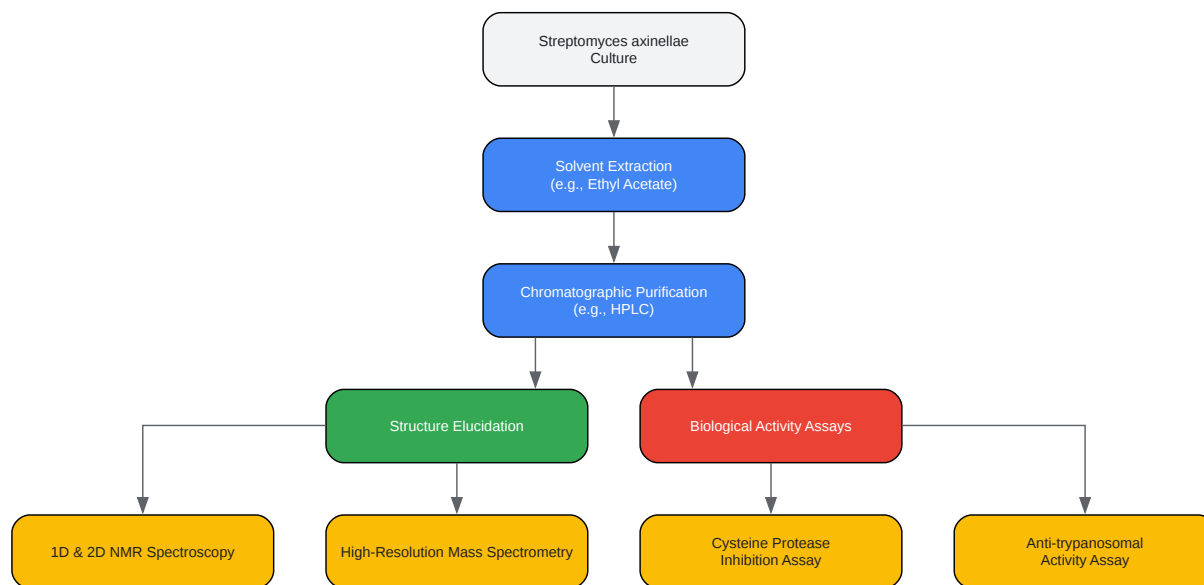 Streptomyces axinellae
Culture
Solvent Extraction
(e.g., Ethyl Acetate)
Chromatographic Purification
(e.g., HPLC)
Structure Elucidation
Biological Activity Assays
1D & 2D NMR Spectroscopy
High-Resolution Mass Spectrometry
Cysteine Protease
Inhibition Assay
Anti-trypanosomal
Activity Assay